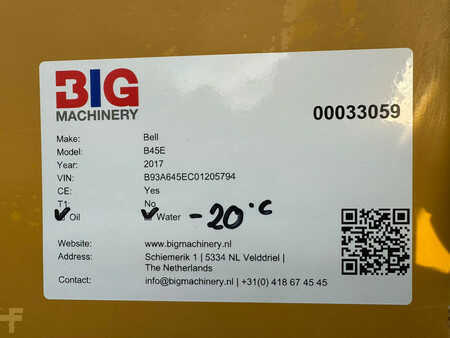 BIG
MACHINERY
00033059
Make: Bell
Model: B45E
Year: 2017
VIN: B93A645EC01205794
CE: Yes
T1: No
Oil Water -20°C
Website: www.bigmachinery.nl
Address: Schiemerik 1 | 5334 NL Velddriel |
The Netherlands
Contact: info@bigmachinery.nl | +31(0) 418 67 45 45